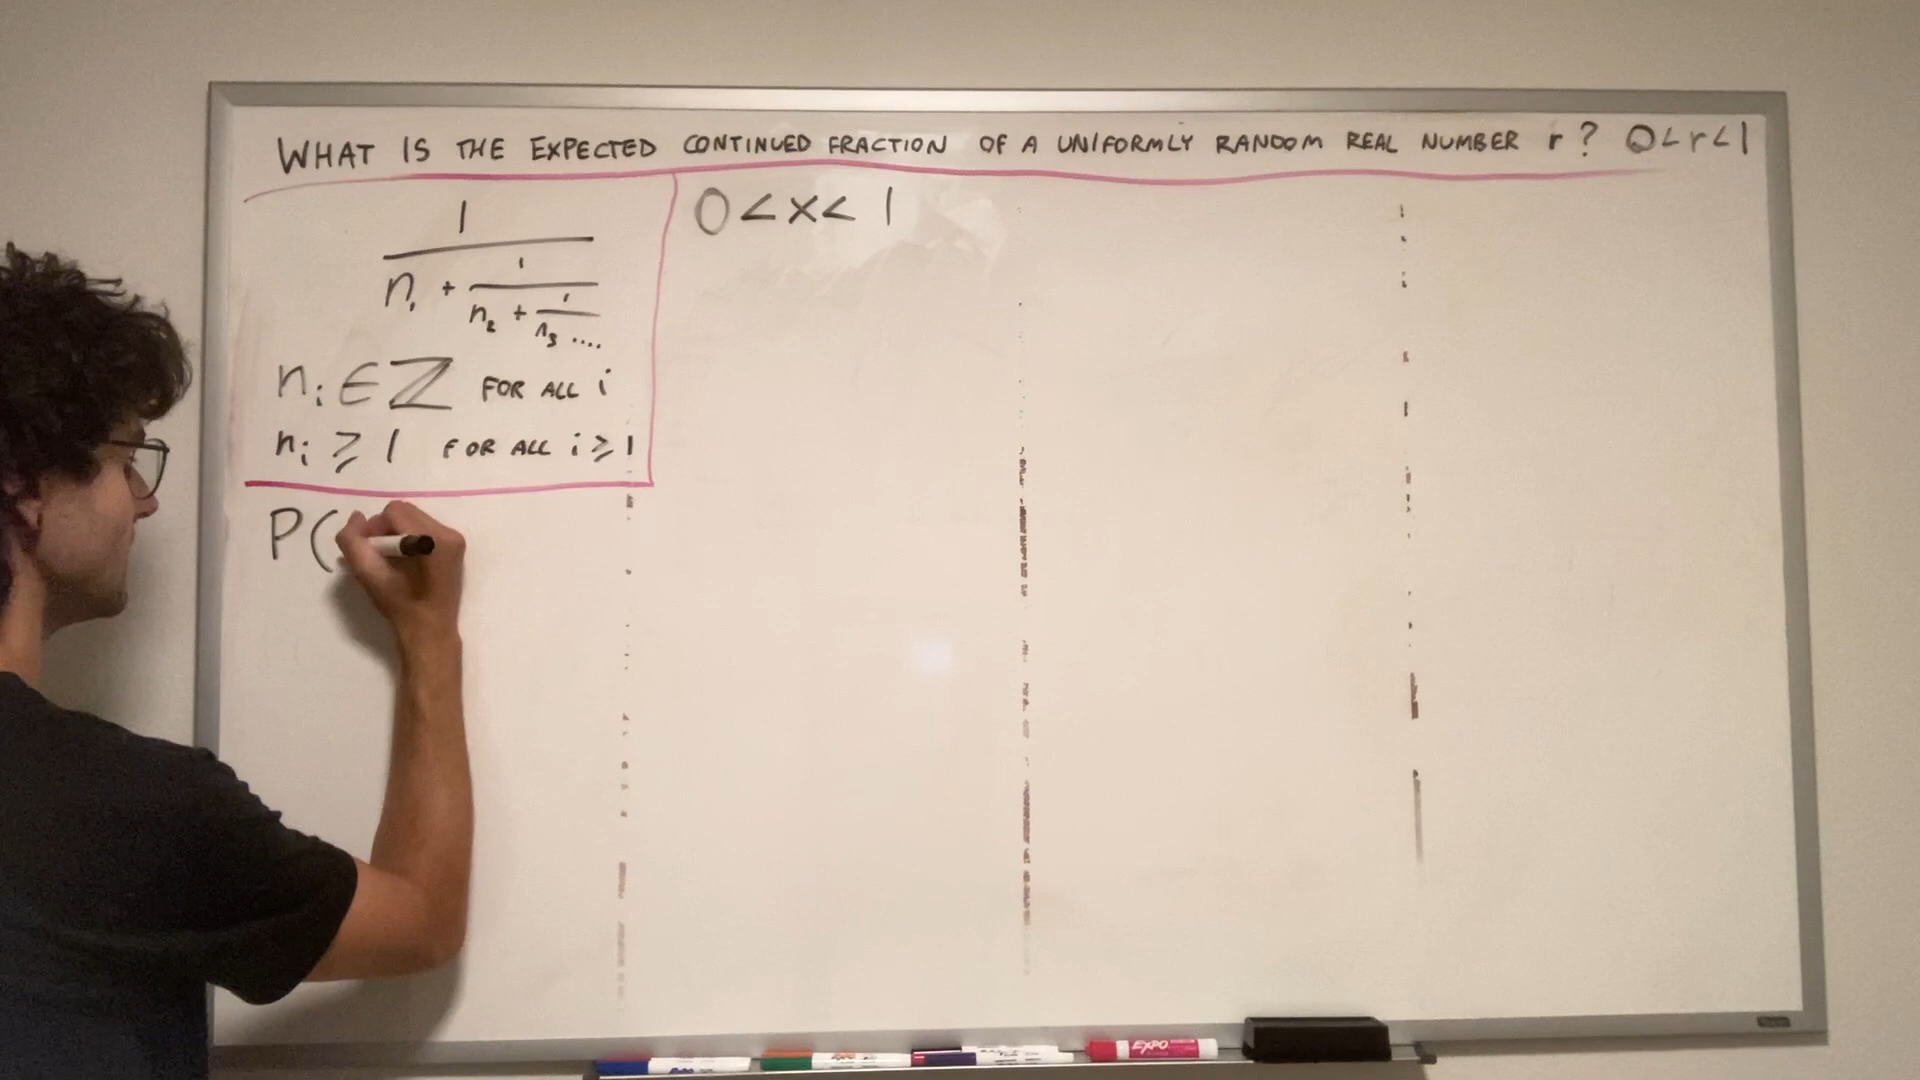 WHAT IS THE EXPECTED CONTINUED FRACTION OF A UNIFORMLY RANDOM REAL NUMBER r? 0<r<1
1
n₁ + 1
n₂ + 1
n₃ ....
nᵢ ∈ ℤ FOR ALL i
nᵢ ≥ 1 FOR ALL i ≥ 1
P(
0 < x < 1
EXPO